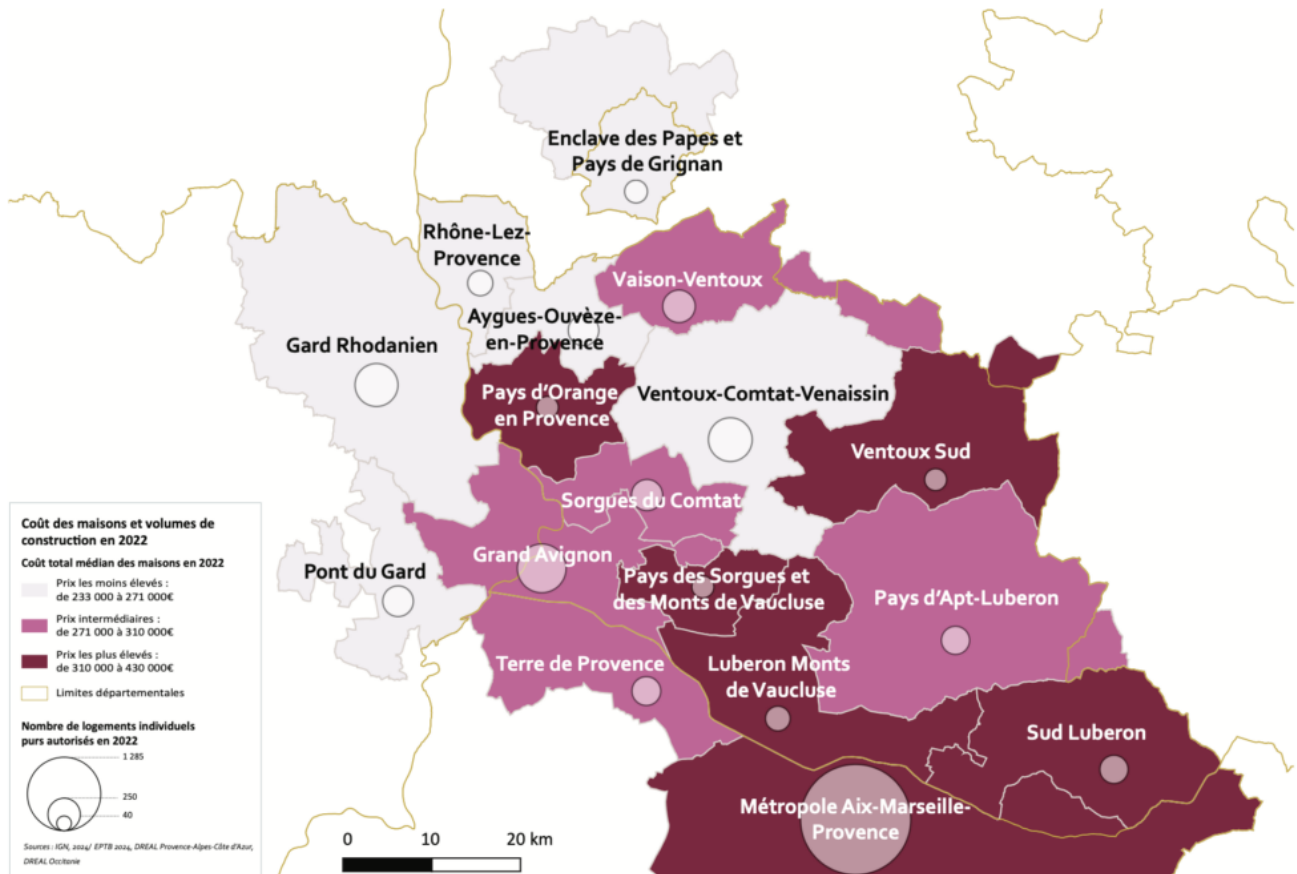 Enclave des Papes et
Pays de Grignan
Rhône-Lez-
Provence
Vaison-Ventoux
Aygues-Ouvèze-
en-Provence
Gard Rhodanien
Pays d'Orange
en Provence
Ventoux-Comtat-Venaissin
Ventoux Sud
Sorgues du Comtat
Grand Avignon
Pont du Gard
Pays des Sorgues et
des Monts de Vaucluse
Pays d'Apt-Luberon
Terre de Provence
Luberon Monts
de Vaucluse
Sud Luberon
Métropole Aix-Marseille-
Provence
Coût des maisons et volumes de
construction en 2022
Coût total médian des maisons en 2022
Prix les moins élevés :
de 233 000 à 271 000€
Prix intermédiaires :
de 271 000 à 310 000€
Prix les plus élevés :
de 310 000 à 430 000€
Limites départementales
Nombre de logements individuels
purs autorisés en 2022
1 285
250
40
Sources : IGN, 2024/ EPTB 2024, DREAL Provence-Alpes-Côte d'Azur,
DREAL Occitanie
0 10 20 km